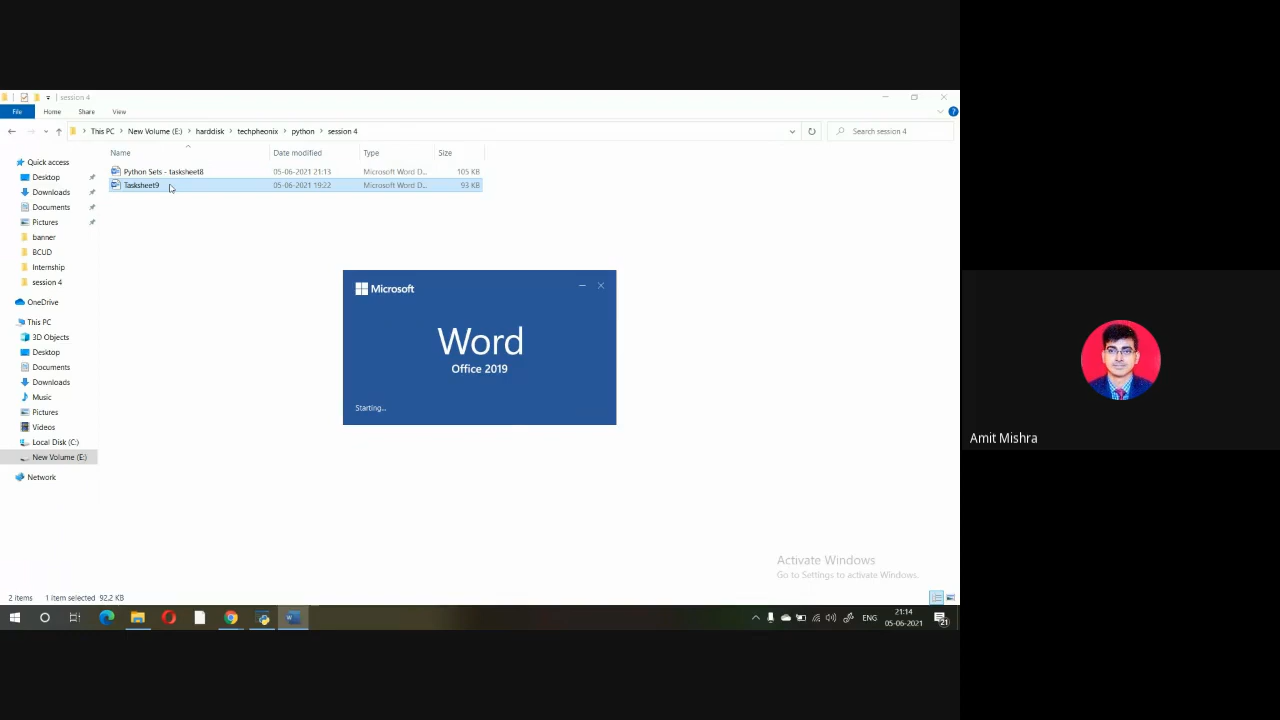 session 4
File Home Share View
This PC New Volume (E:) harddisk techpheonix python session 4
Search session 4
Name Date modified Type Size
Python Sets - tasksheet8 05-06-2021 21:13 Microsoft Word D... 105 KB
Tasksheet9 05-06-2021 19:22 Microsoft Word D... 93 KB
Quick access
Desktop
Downloads
Documents
Pictures
banner
BCUD
Internship
session 4
OneDrive
This PC
3D Objects
Desktop
Documents
Downloads
Music
Pictures
Videos
Local Disk (C:)
New Volume (E:)
Network
Microsoft
Word
Office 2019
Starting...
Amit Mishra
Activate Windows
Go to Settings to activate Windows.
2 items 1 item selected 92.2 KB
ENG
21:14
05-06-2021
21